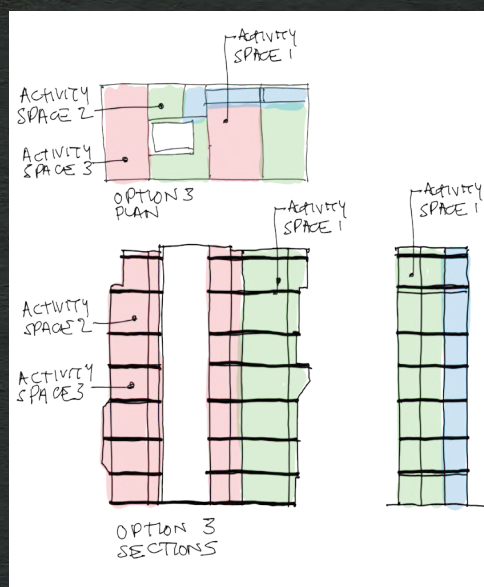 ACTIVITY
SPACE 1
ACTIVITY
SPACE 2
ACTIVITY
SPACE 3
OPTION 3
PLAN
ACTIVITY
SPACE 1
ACTIVITY
SPACE 1
ACTIVITY
SPACE 2
ACTIVITY
SPACE 3
OPTION 3
SECTIONS